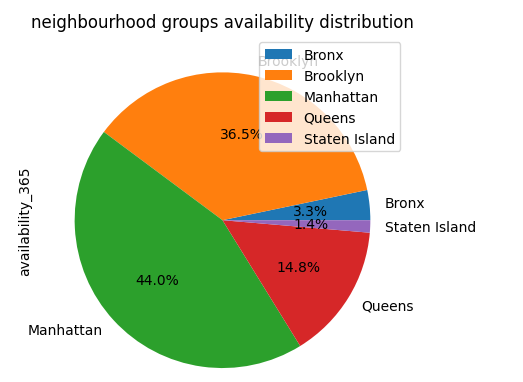 neighbourhood groups availability distribution
Brooklyn
Bronx
Brooklyn
Manhattan
Queens
Staten Island
36.5%
3.3%
Bronx
1.4%
Staten Island
availability_365
14.8%
44.0%
Queens
Manhattan